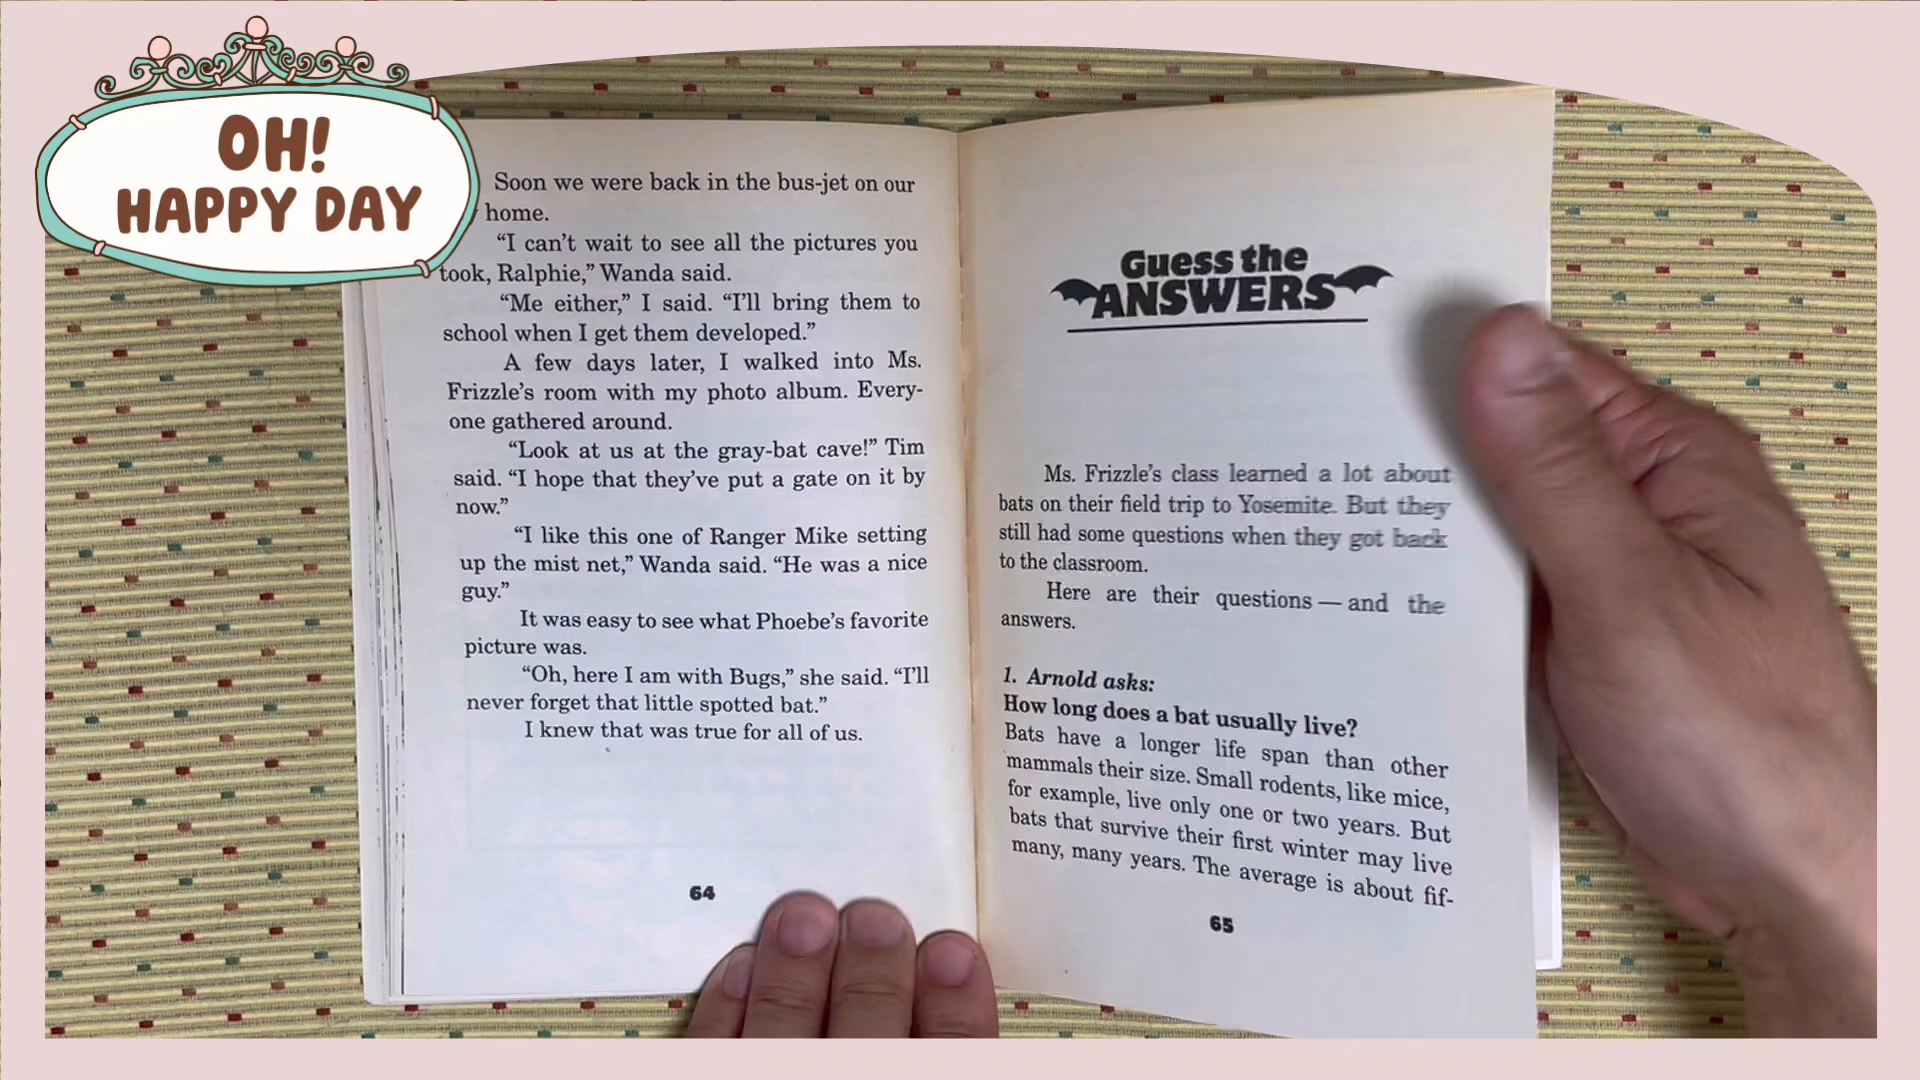 OH!
HAPPY DAY
Soon we were back in the bus-jet on our
home.
“I can’t wait to see all the pictures you
took, Ralphie,” Wanda said.
“Me either,” I said. “I’ll bring them to
school when I get them developed.”
A few days later, I walked into Ms.
Frizzle’s room with my photo album. Every-
one gathered around.
“Look at us at the gray-bat cave!” Tim
said. “I hope that they’ve put a gate on it by
now.”
“I like this one of Ranger Mike setting
up the mist net,” Wanda said. “He was a nice
guy.”
It was easy to see what Phoebe’s favorite
picture was.
“Oh, here I am with Bugs,” she said. “I’ll
never forget that little spotted bat.”
I knew that was true for all of us.
64
Guess the
ANSWERS
Ms. Frizzle’s class learned a lot about
bats on their field trip to Yosemite. But they
still had some questions when they got back
to the classroom.
Here are their questions — and the
answers.
1. Arnold asks:
How long does a bat usually live?
Bats have a longer life span than other
mammals their size. Small rodents, like mice,
for example, live only one or two years. But
bats that survive their first winter may live
many, many years. The average is about fif-
65